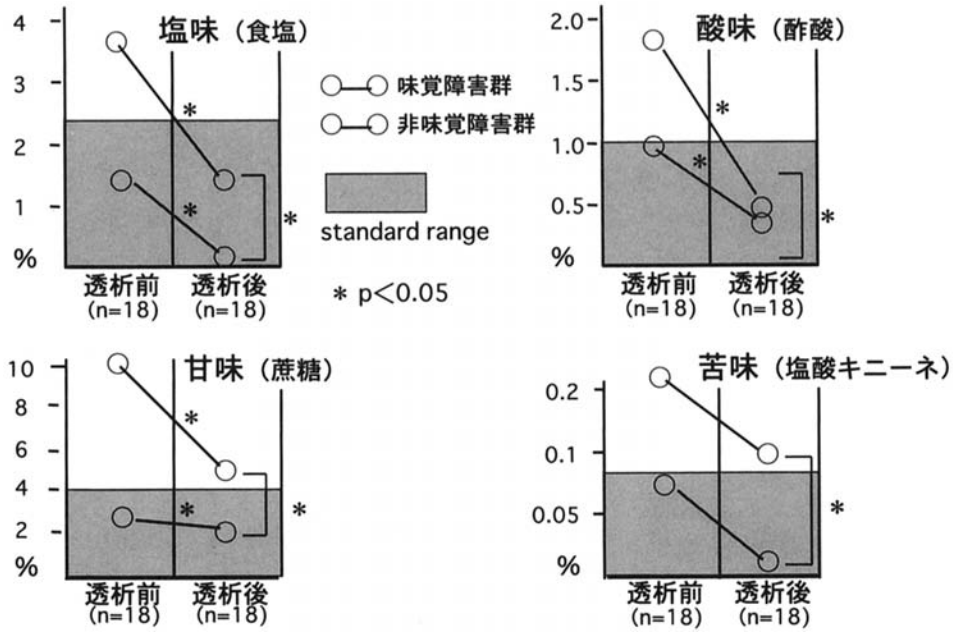 塩味（食塩）
4
3
2
1
%
*
*
*
透析前
(n=18)
透析後
(n=18)
味覚障害群
非味覚障害群
standard range
* p<0.05
酸味（酢酸）
2.0
1.5
1.0
0.5
%
*
*
*
透析前
(n=18)
透析後
(n=18)
甘味（蔗糖）
10
8
6
4
2
%
*
*
*
透析前
(n=18)
透析後
(n=18)
苦味（塩酸キニーネ）
0.2
0.1
0.05
%
*
透析前
(n=18)
透析後
(n=18)